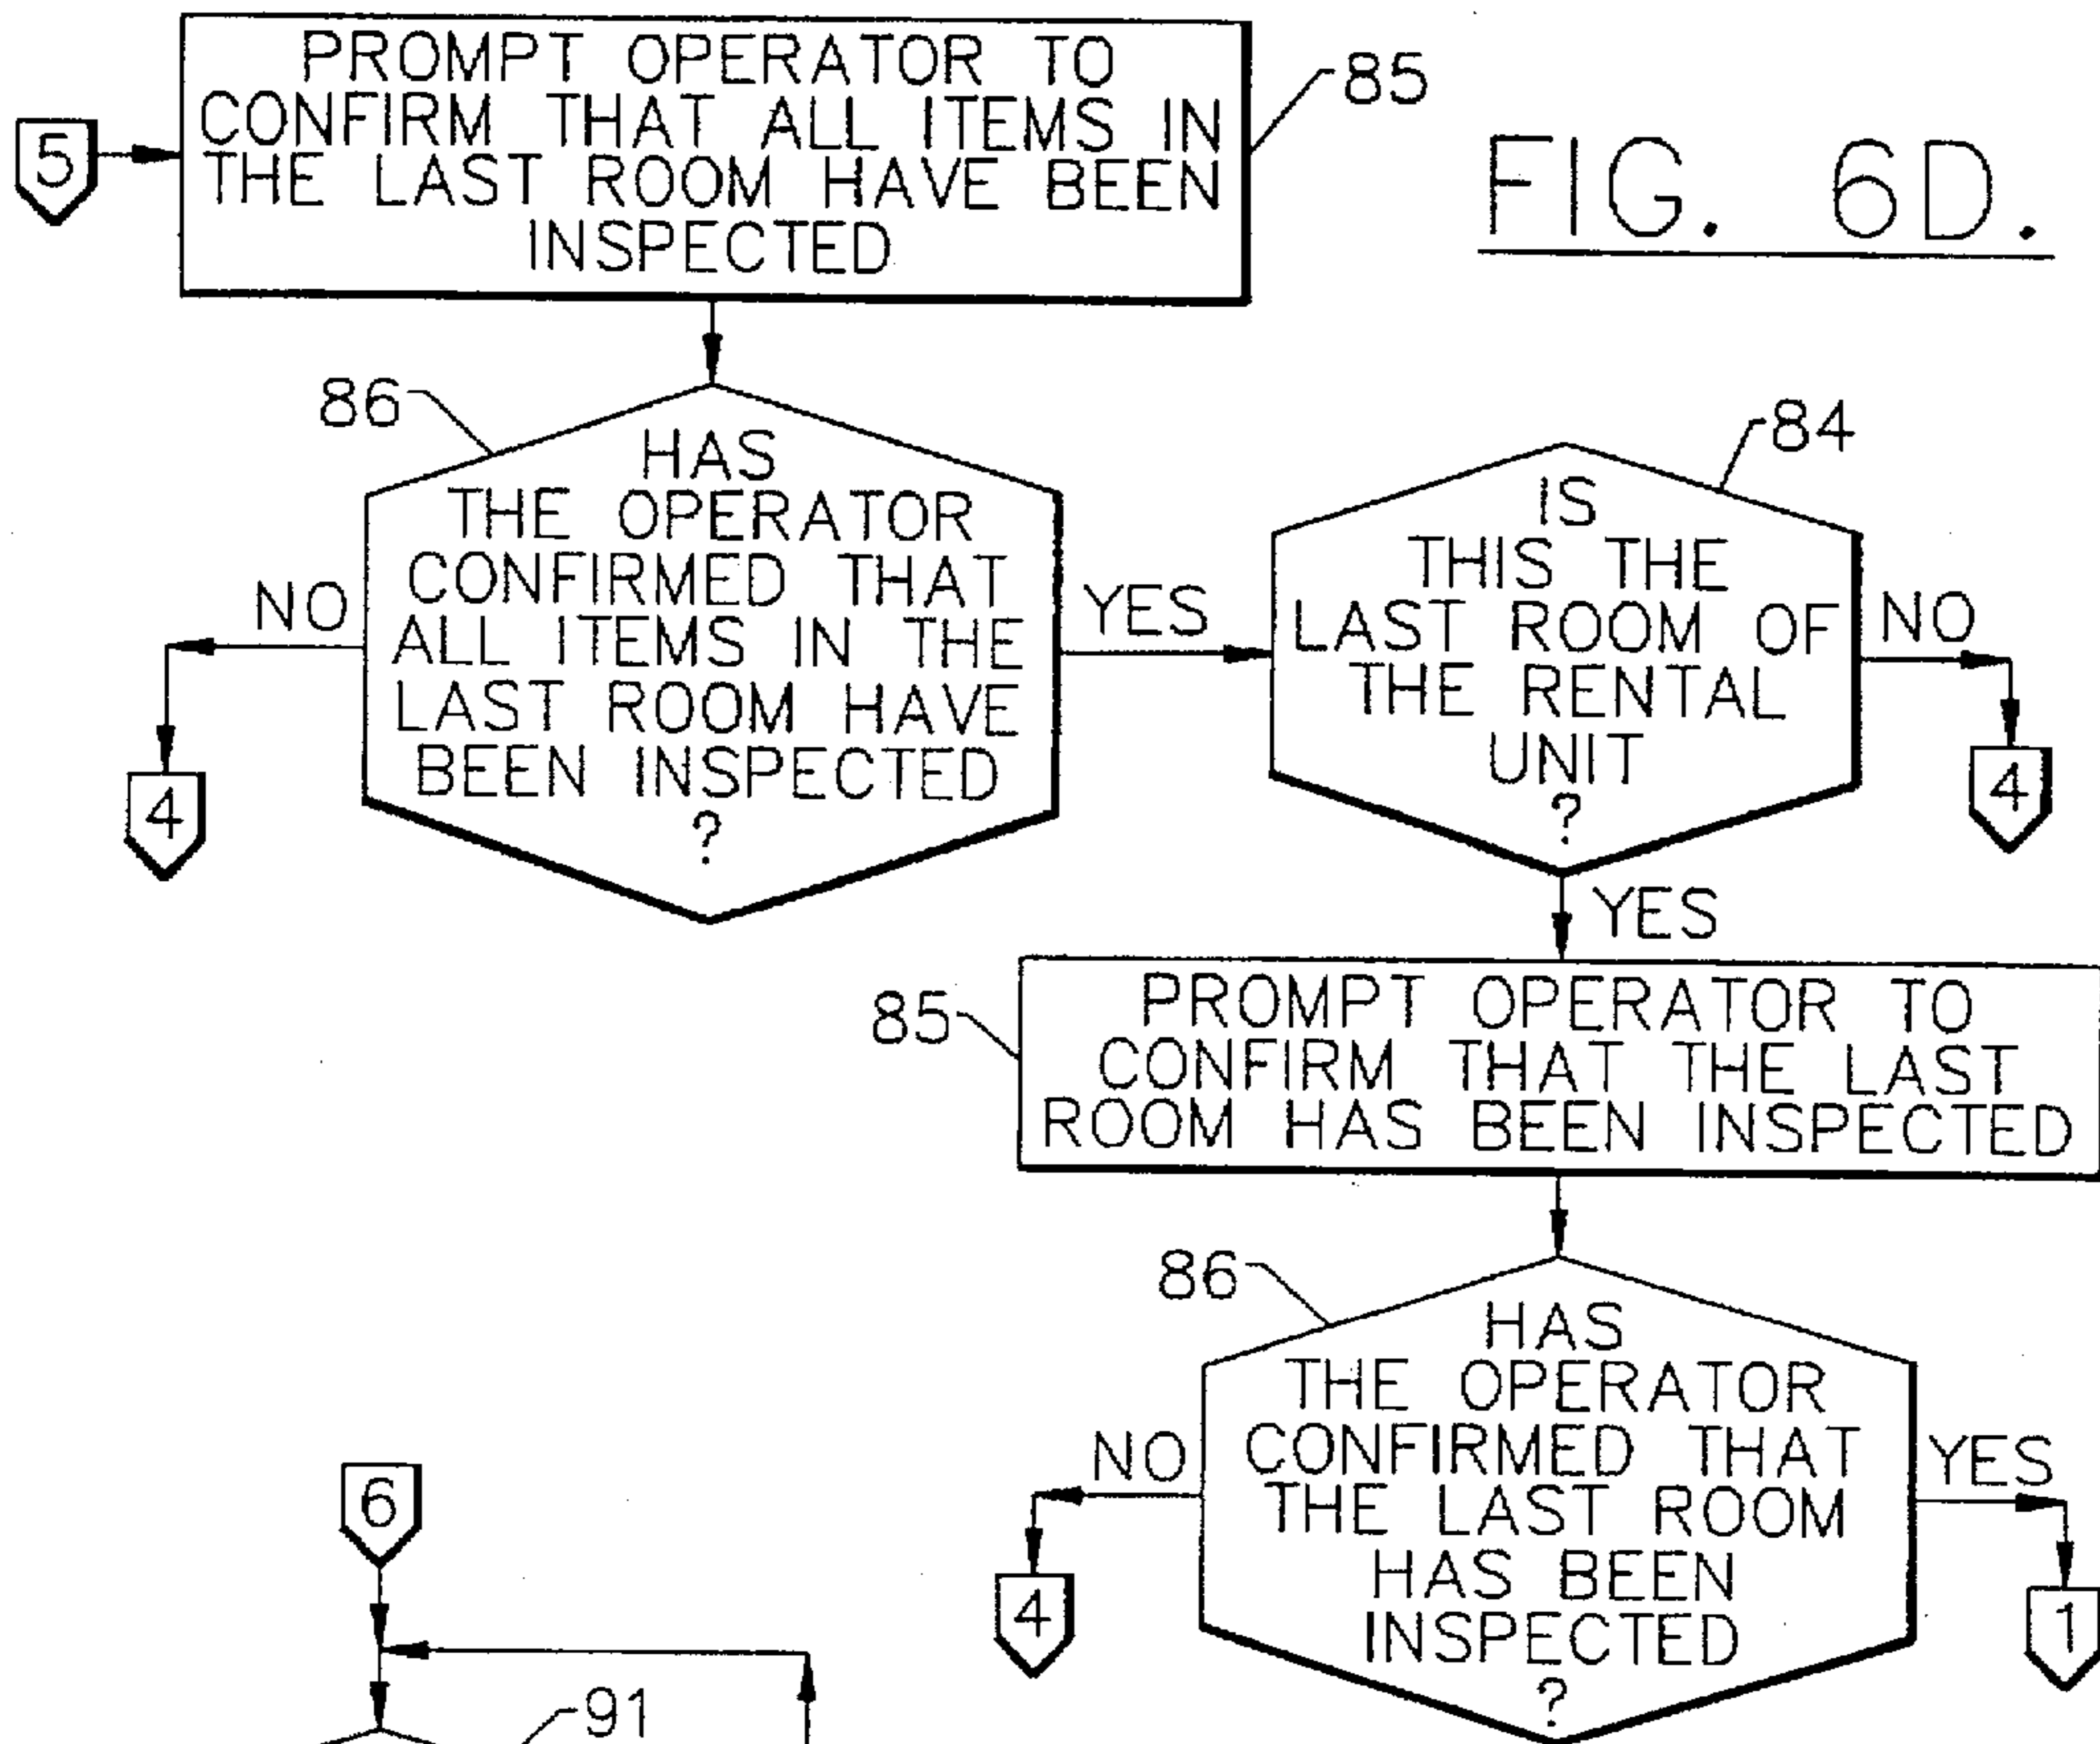 PROMPT OPERATOR TO
CONFIRM THAT ALL ITEMS IN
THE LAST ROOM HAVE BEEN
INSPECTED
85
5
FIG. 6D.
86
HAS
THE OPERATOR
CONFIRMED THAT
ALL ITEMS IN THE
LAST ROOM HAVE
BEEN INSPECTED
?
NO
4
YES
84
IS
THIS THE
LAST ROOM OF
THE RENTAL
UNIT
?
NO
4
YES
85
PROMPT OPERATOR TO
CONFIRM THAT THE LAST
ROOM HAS BEEN INSPECTED
86
HAS
THE OPERATOR
CONFIRMED THAT
THE LAST ROOM
HAS BEEN
INSPECTED
?
NO
4
YES
1
6
91